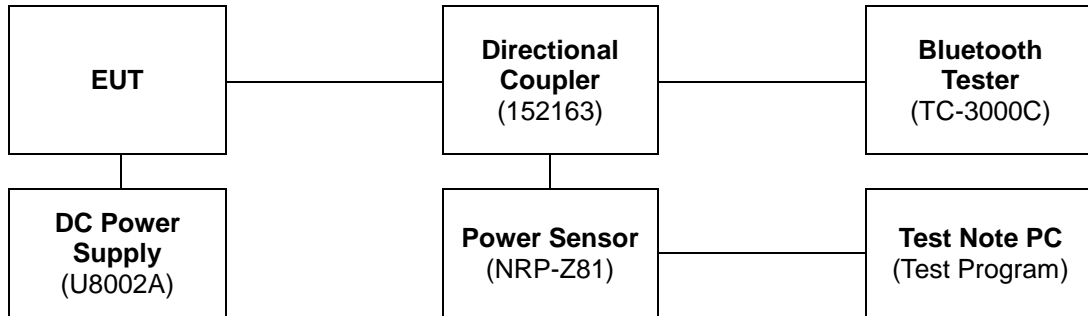 EUT
Directional
Coupler
(152163)
Bluetooth
Tester
(TC-3000C)
DC Power
Supply
(U8002A)
Power Sensor
(NRP-Z81)
Test Note PC
(Test Program)